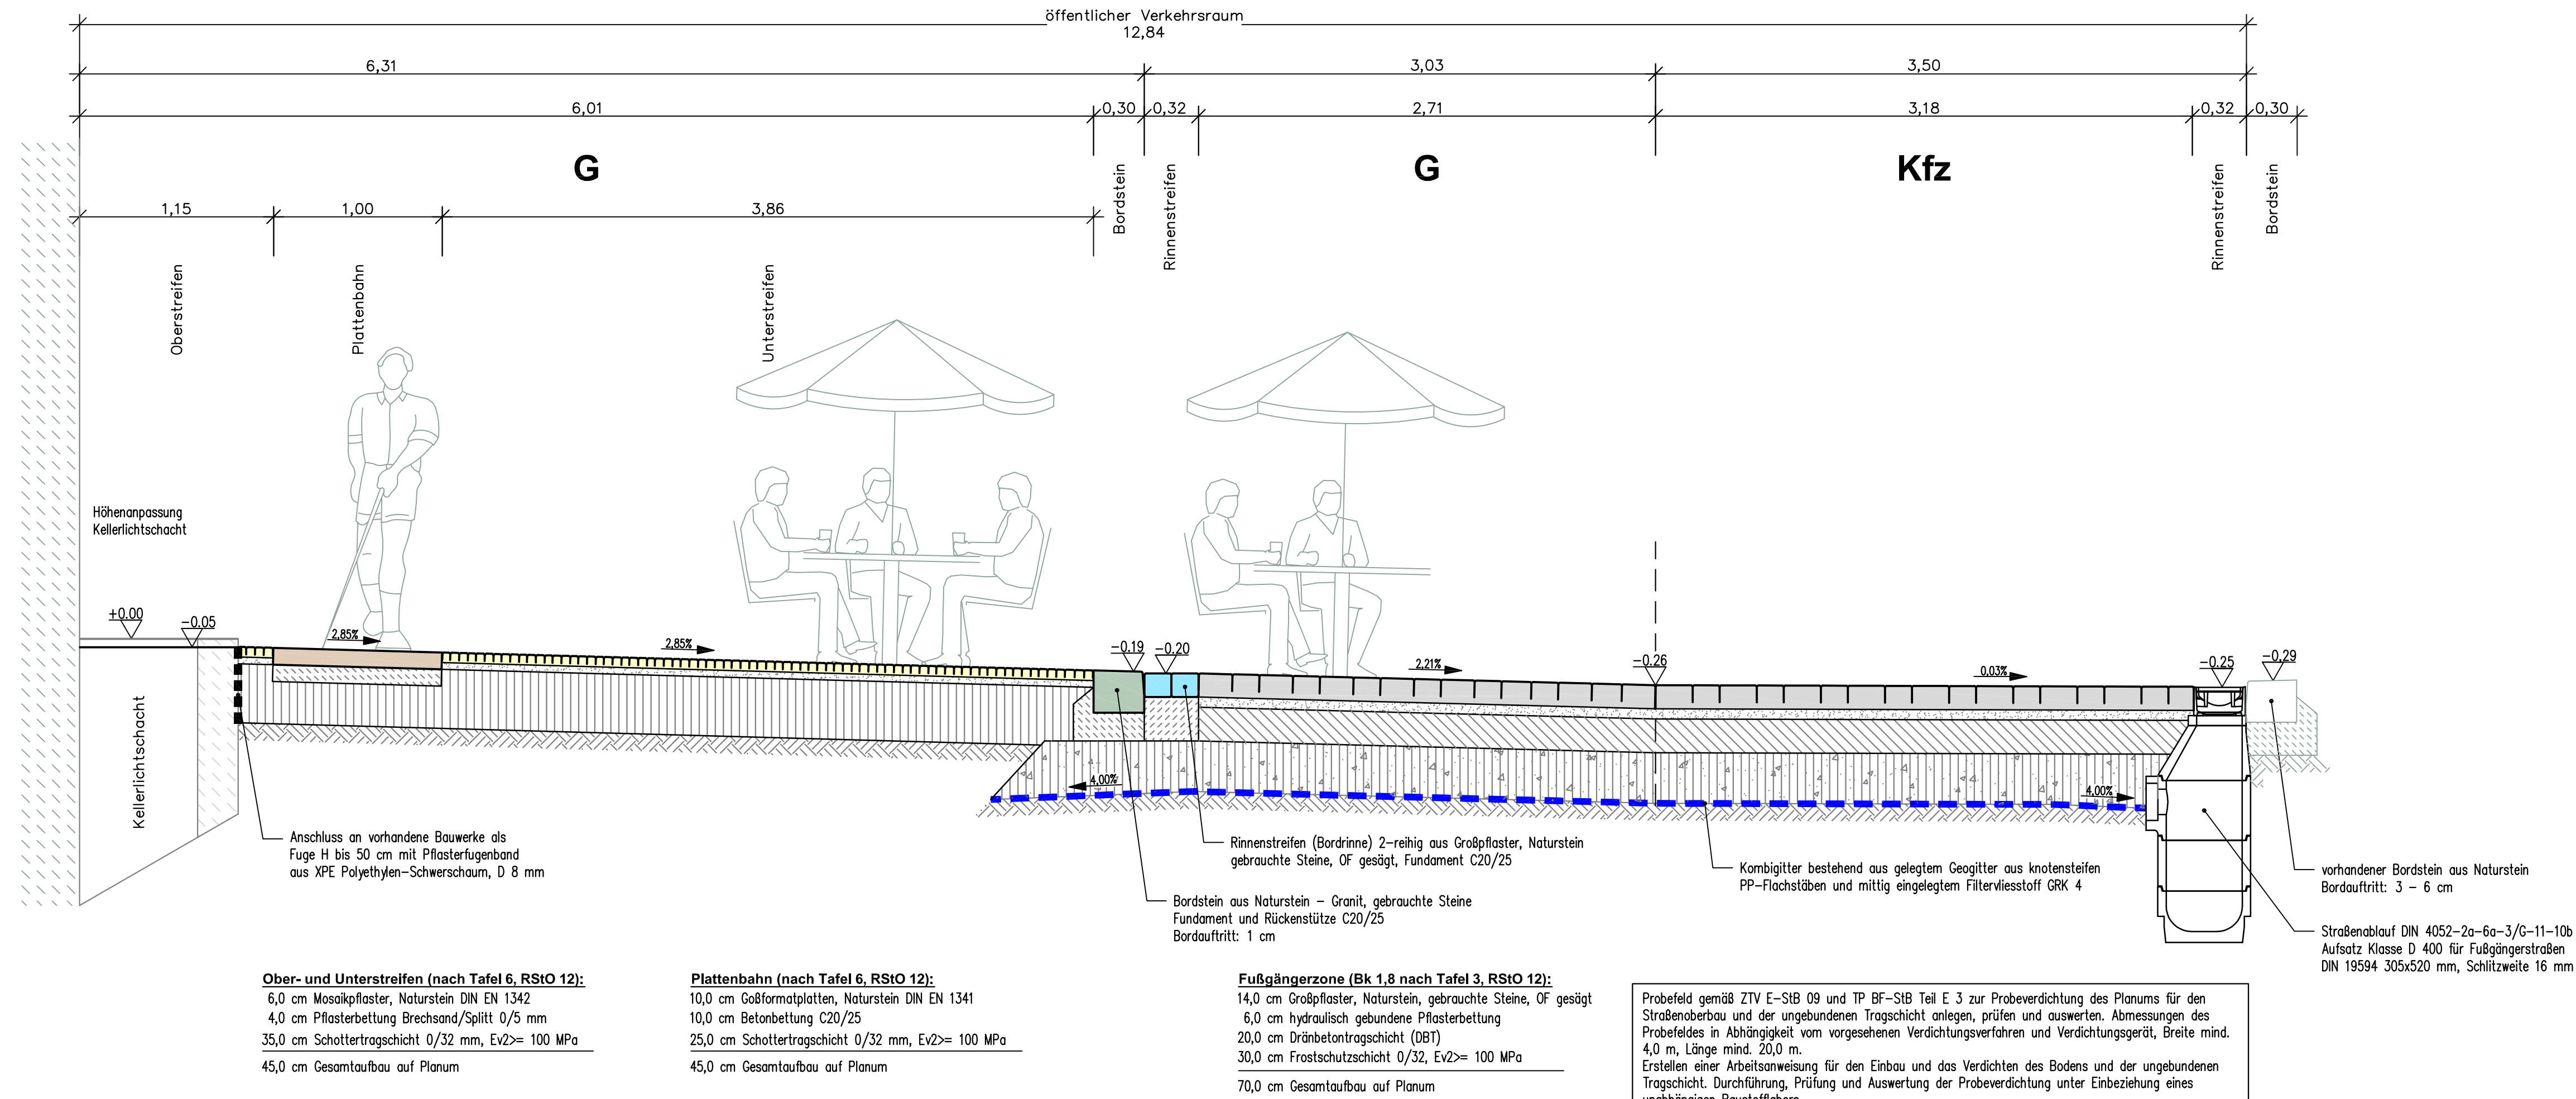 öffentlicher Verkehrsraum
12,84
6,31
3,03
3,50
6,01
0,30
0,32
2,71
3,18
0,32
0,30
G
G
Kfz
Bordstein
Rinnenstreifen
Rinnenstreifen
Bordstein
1,15
1,00
3,86
Oberstreifen
Plattenbahn
Unterstreifen
Höhenanpassung
Kellerlichtschacht
+0.00
-0.05
2,85%
2,85%
-0.19
-0.20
2,21%
-0.26
0,03%
-0.25
-0.29
Kellerlichtschacht
4,00%
4,00%
Anschluss an vorhandene Bauwerke als
Fuge H bis 50 cm mit Pflasterfugenband
aus XPE Polyethylen-Schwerschaum, D 8 mm
Rinnenstreifen (Bordrinne) 2-reihig aus Großpflaster, Naturstein
gebrauchte Steine, OF gesägt, Fundament C20/25
Bordstein aus Naturstein - Granit, gebrauchte Steine
Fundament und Rückenstütze C20/25
Bordauftritt: 1 cm
Kombigitter bestehend aus gelegtem Geogitter aus knotensteifen
PP-Flachstäben und mittig eingelegtem Filtervliesstoff GRK 4
vorhandener Bordstein aus Naturstein
Bordauftritt: 3 - 6 cm
Straßenablauf DIN 4052-2a-6a-3/G-11-10b
Aufsatz Klasse D 400 für Fußgängerstraßen
DIN 19594 305x520 mm, Schlitzweite 16 mm
Ober- und Unterstreifen (nach Tafel 6, RStO 12):
6,0 cm Mosaikpflaster, Naturstein DIN EN 1342
4,0 cm Pflasterbettung Brechsand/Splitt 0/5 mm
35,0 cm Schottertragschicht 0/32 mm, Ev2>= 100 MPa
45,0 cm Gesamtaufbau auf Planum
Plattenbahn (nach Tafel 6, RStO 12):
10,0 cm Goßformatplatten, Naturstein DIN EN 1341
10,0 cm Betonbettung C20/25
25,0 cm Schottertragschicht 0/32 mm, Ev2>= 100 MPa
45,0 cm Gesamtaufbau auf Planum
Fußgängerzone (Bk 1,8 nach Tafel 3, RStO 12):
14,0 cm Großpflaster, Naturstein, gebrauchte Steine, OF gesägt
6,0 cm hydraulisch gebundene Pflasterbettung
20,0 cm Dränbetontragschicht (DBT)
30,0 cm Frostschutzschicht 0/32, Ev2>= 100 MPa
70,0 cm Gesamtaufbau auf Planum
Probefeld gemäß ZTV E-StB 09 und TP BF-StB Teil E 3 zur Probeverdichtung des Planums für den
Straßenoberbau und der ungebundenen Tragschicht anlegen, prüfen und auswerten. Abmessungen des
Probefeldes in Abhängigkeit vom vorgesehenen Verdichtungsverfahren und Verdichtungsgerät, Breite mind.
4,0 m, Länge mind. 20,0 m.
Erstellen einer Arbeitsanweisung für den Einbau und das Verdichten des Bodens und der ungebundenen
Tragschicht. Durchführung, Prüfung und Auswertung der Probeverdichtung unter Einbeziehung eines